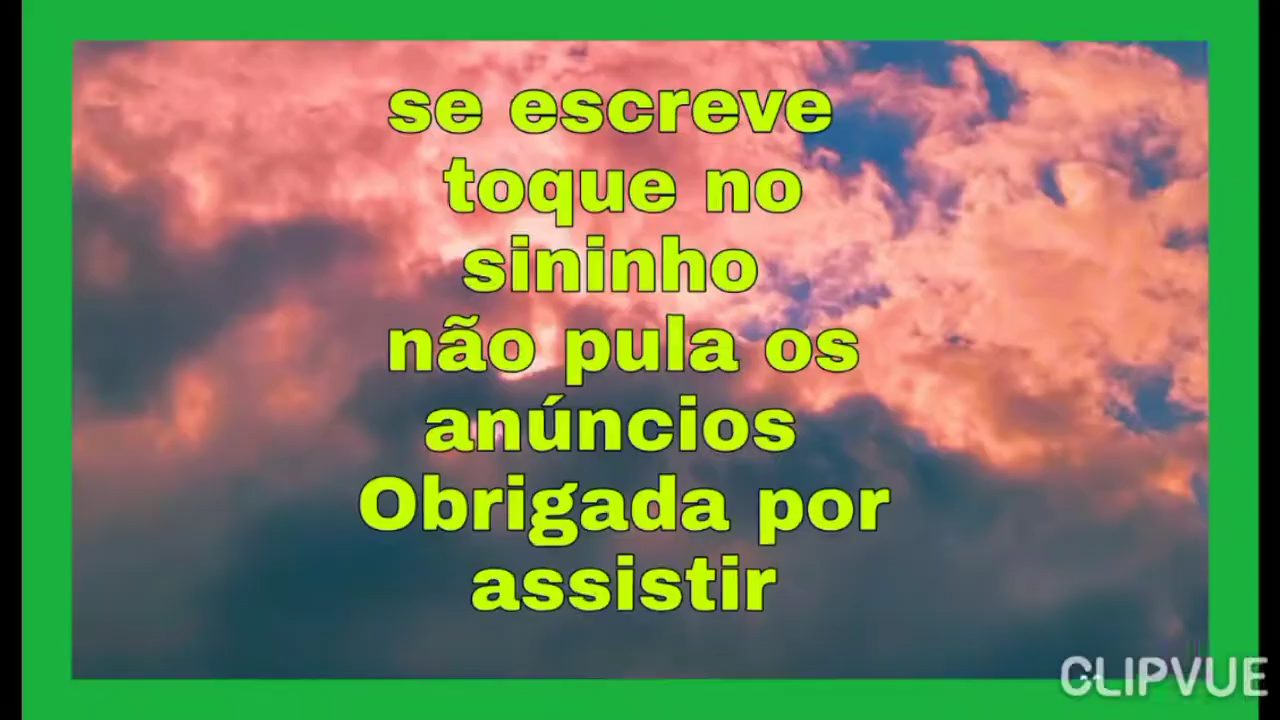 se escreve
toque no
sininho
não pula os
anúncios
Obrigada por
assistir
CLIPVUE